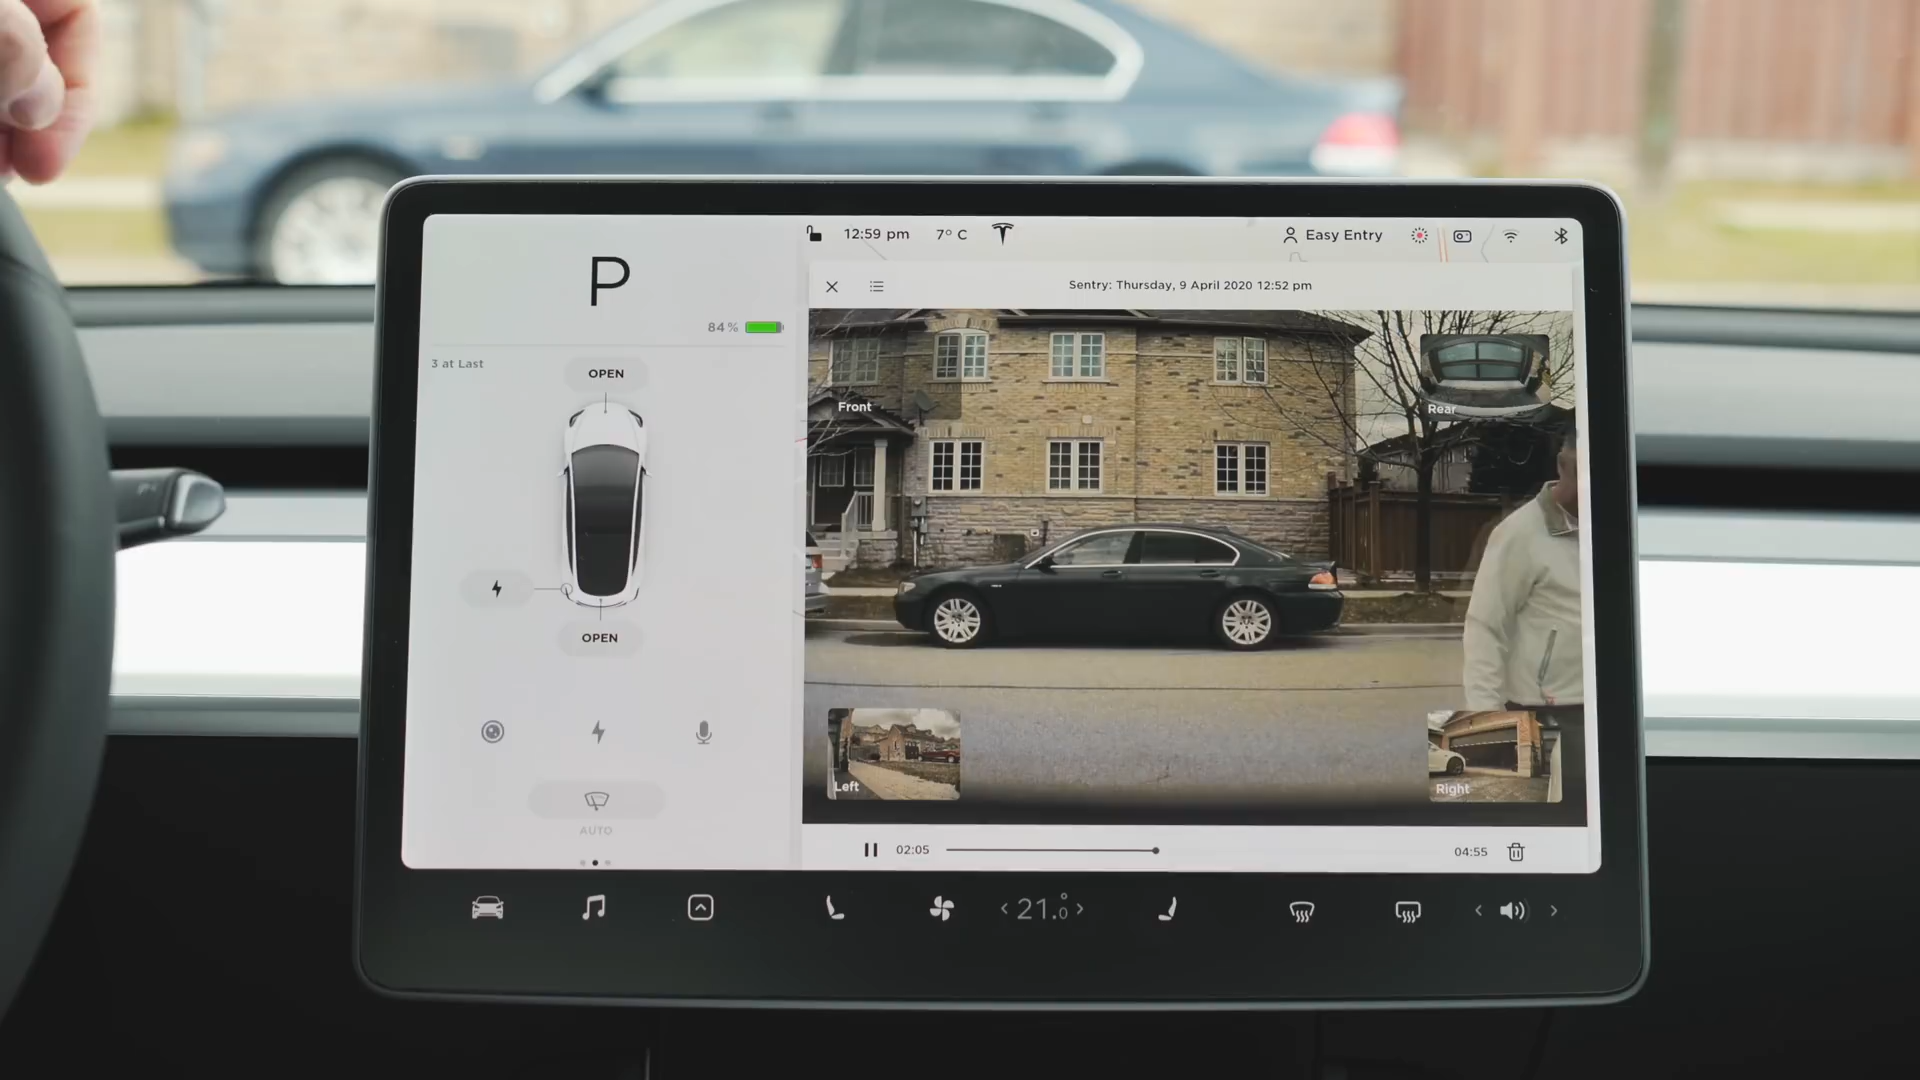 12:59 pm 7° C Easy Entry
P
84%
3 at Last
OPEN
OPEN
AUTO
Sentry: Thursday, 9 April 2020 12:52 pm
Front
Rear
Left
Right
02:05
04:55
21.0